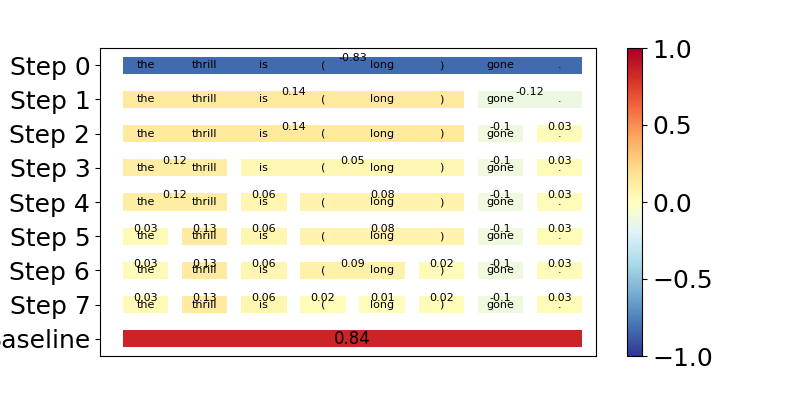 Step 0 the thrill is ( long ) gone . -0.83
Step 1 the thrill is ( long ) 0.14 gone . -0.12
Step 2 the thrill is ( long ) 0.14 gone -0.1 . 0.03
Step 3 the thrill 0.12 is ( long ) 0.05 gone -0.1 . 0.03
Step 4 the thrill 0.12 is 0.06 ( long ) 0.08 gone -0.1 . 0.03
Step 5 the 0.03 thrill 0.13 is 0.06 ( long ) 0.08 gone -0.1 . 0.03
Step 6 the 0.03 thrill 0.13 is 0.06 ( long 0.09 ) 0.02 gone -0.1 . 0.03
Step 7 the 0.03 thrill 0.13 is 0.06 ( 0.02 long 0.01 ) 0.02 gone -0.1 . 0.03
aseline 0.84
1.0
0.5
0.0
−0.5
−1.0